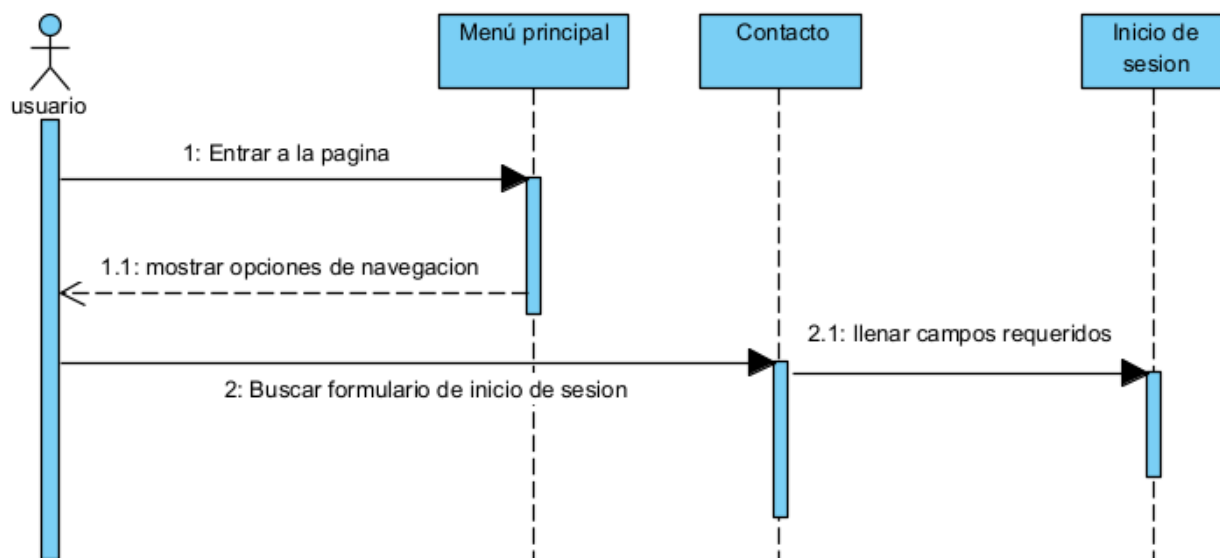 Menú principal
Contacto
Inicio de
sesion
usuario
1: Entrar a la pagina
1.1: mostrar opciones de navegacion
2.1: llenar campos requeridos
2: Buscar formulario de inicio de sesion